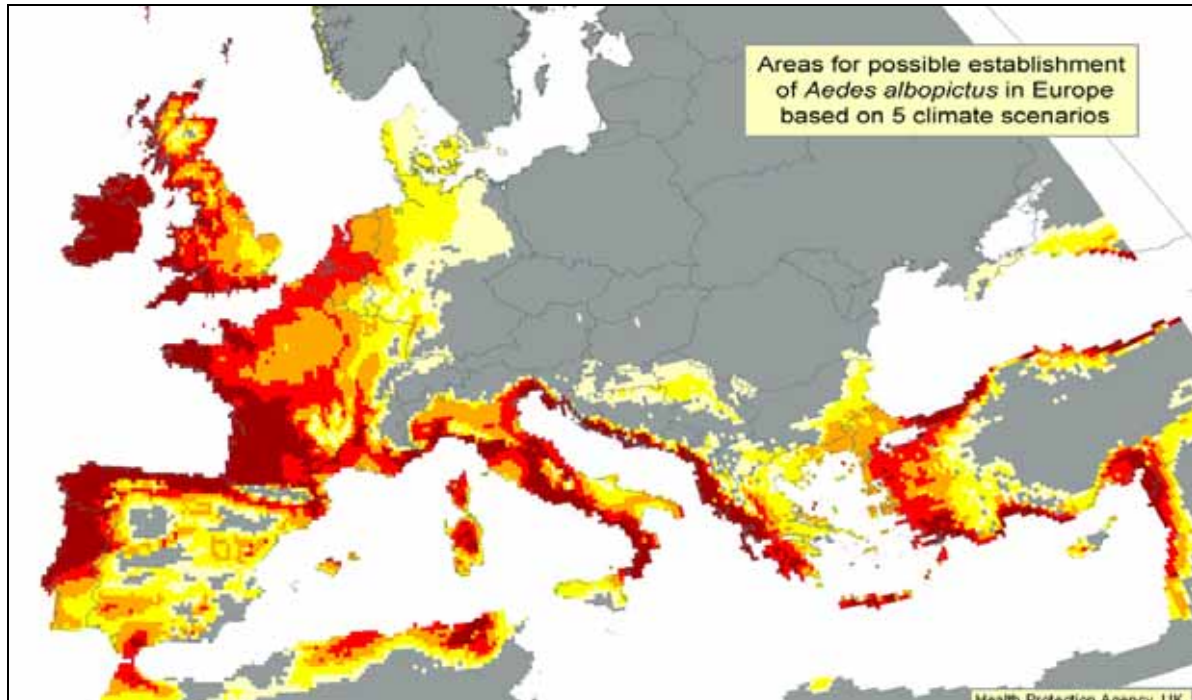 Areas for possible establishment
of Aedes albopictus in Europe
based on 5 climate scenarios
Health Protection Agency, UK